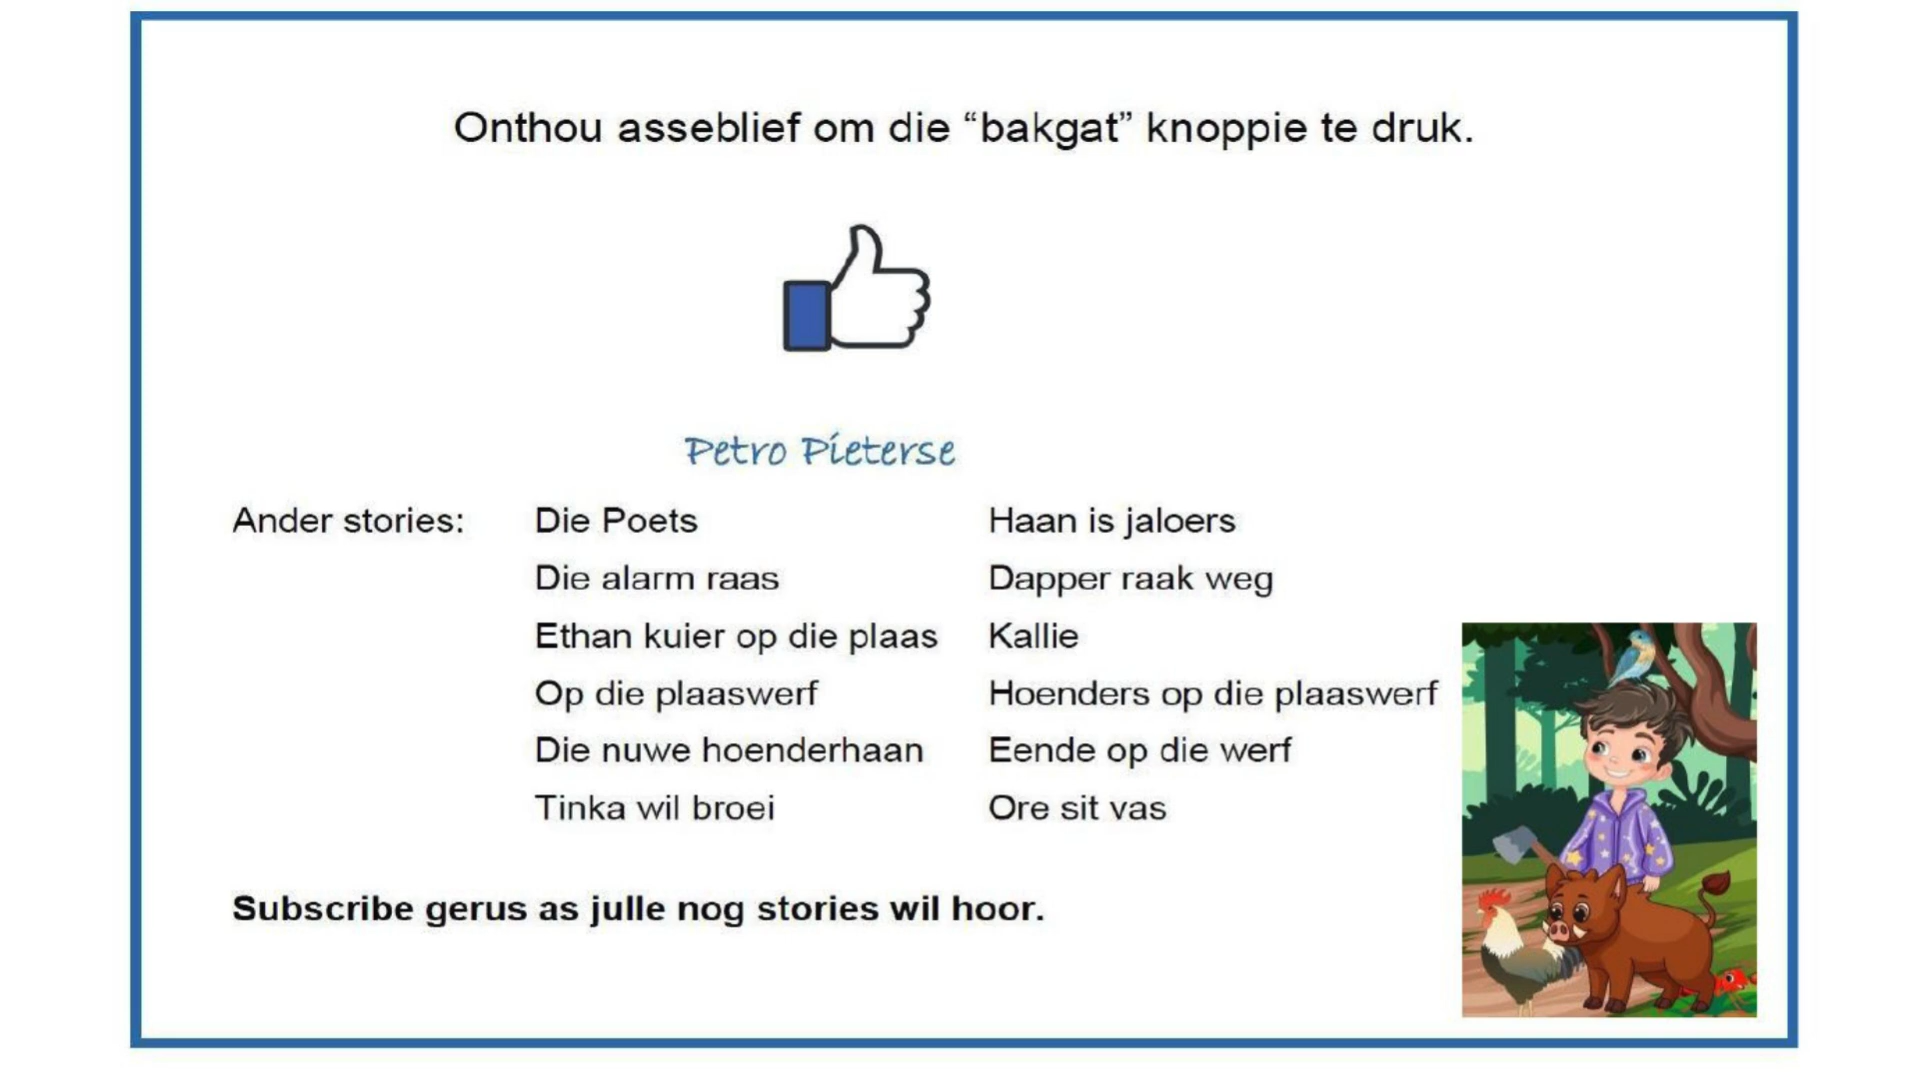 Onthou asseblief om die “bakgat” knoppie te druk.
Petro Pieterse
Ander stories: Die Poets Haan is jaloers
Die alarm raas Dapper raak weg
Ethan kuier op die plaas Kallie
Op die plaaswerf Hoenders op die plaaswerf
Die nuwe hoenderhaan Eende op die werf
Tinka wil broei Ore sit vas
Subscribe gerus as julle nog stories wil hoor.